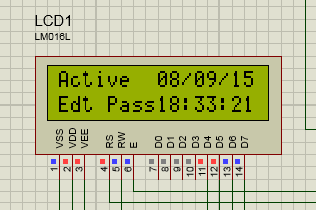 LCD1
LM016L
Active 08/09/15
Edt Pass18:33:21
VSS VDD VEE RS RW E D0 D1 D2 D3 D4 D5 D6 D7
1 2 3 4 5 6 7 8 9 10 11 12 13 14